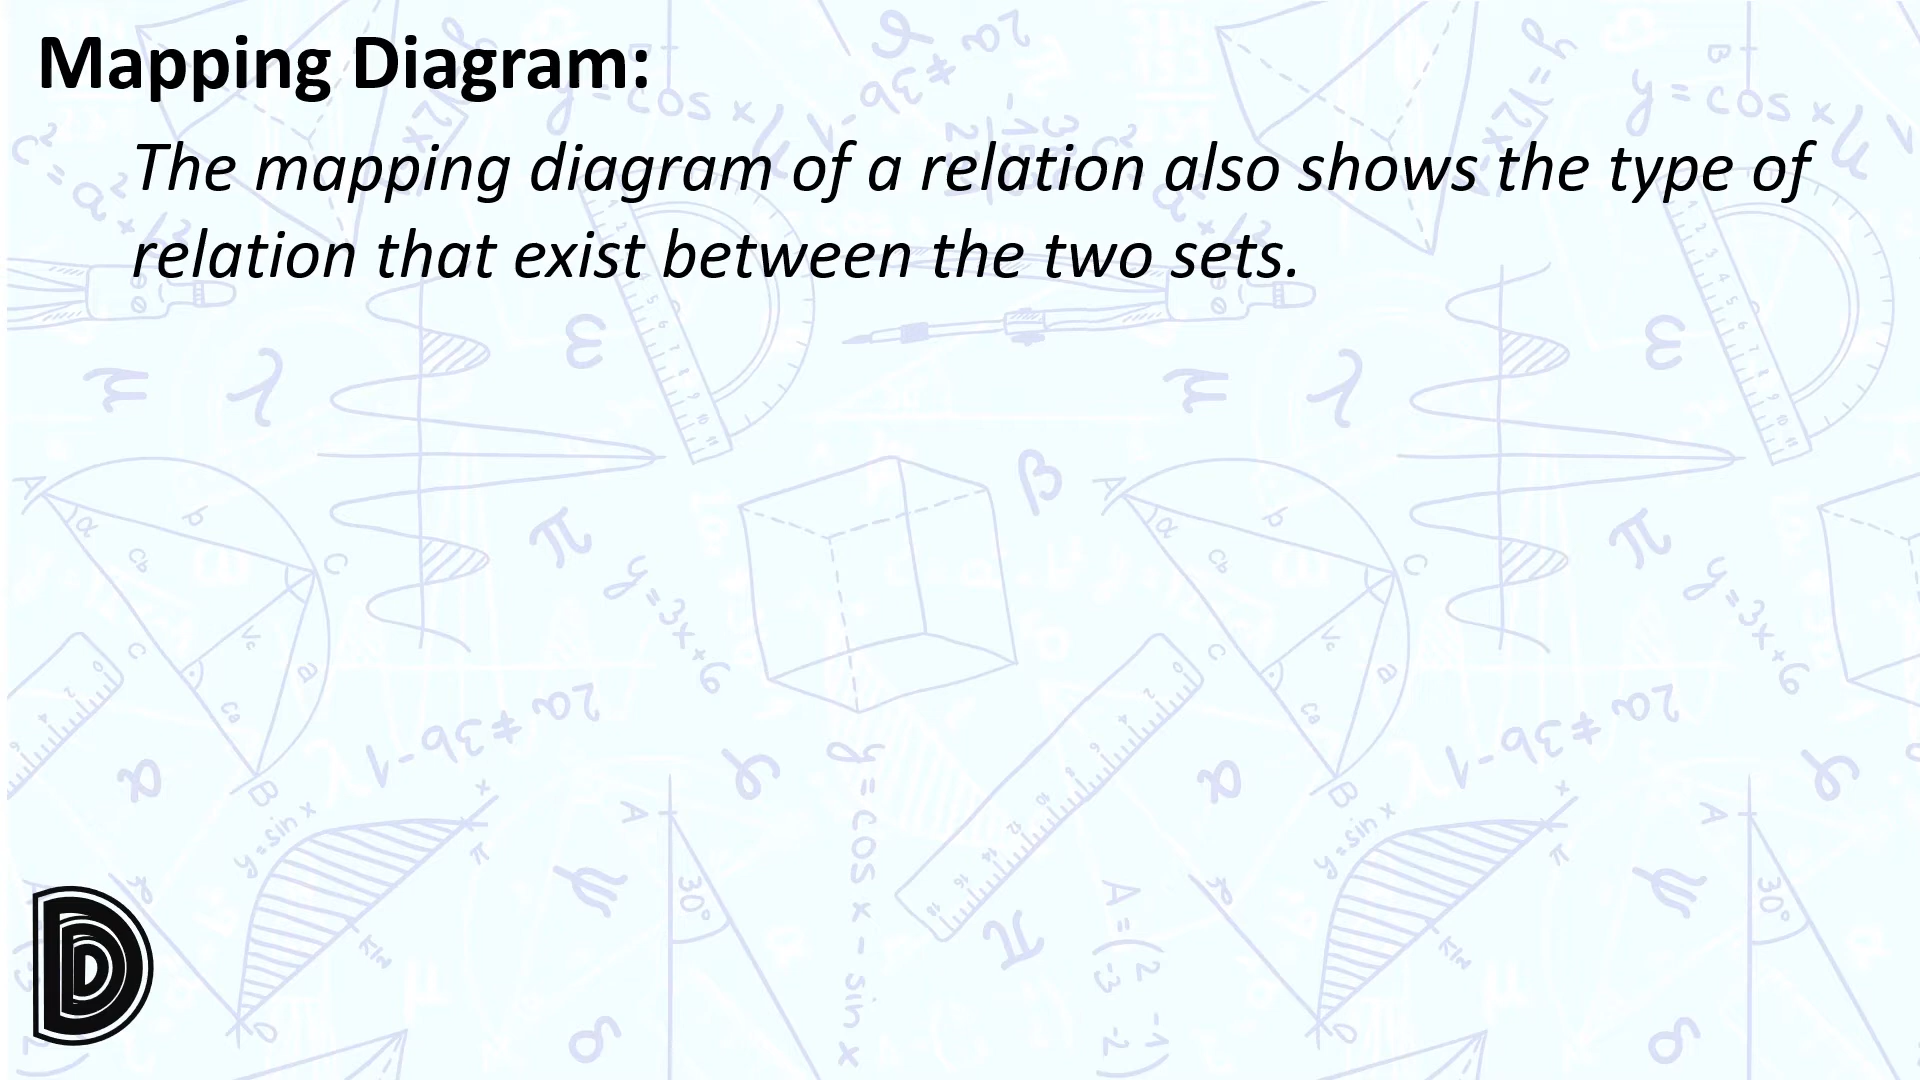 Mapping Diagram:
The mapping diagram of a relation also shows the type of
relation that exist between the two sets.